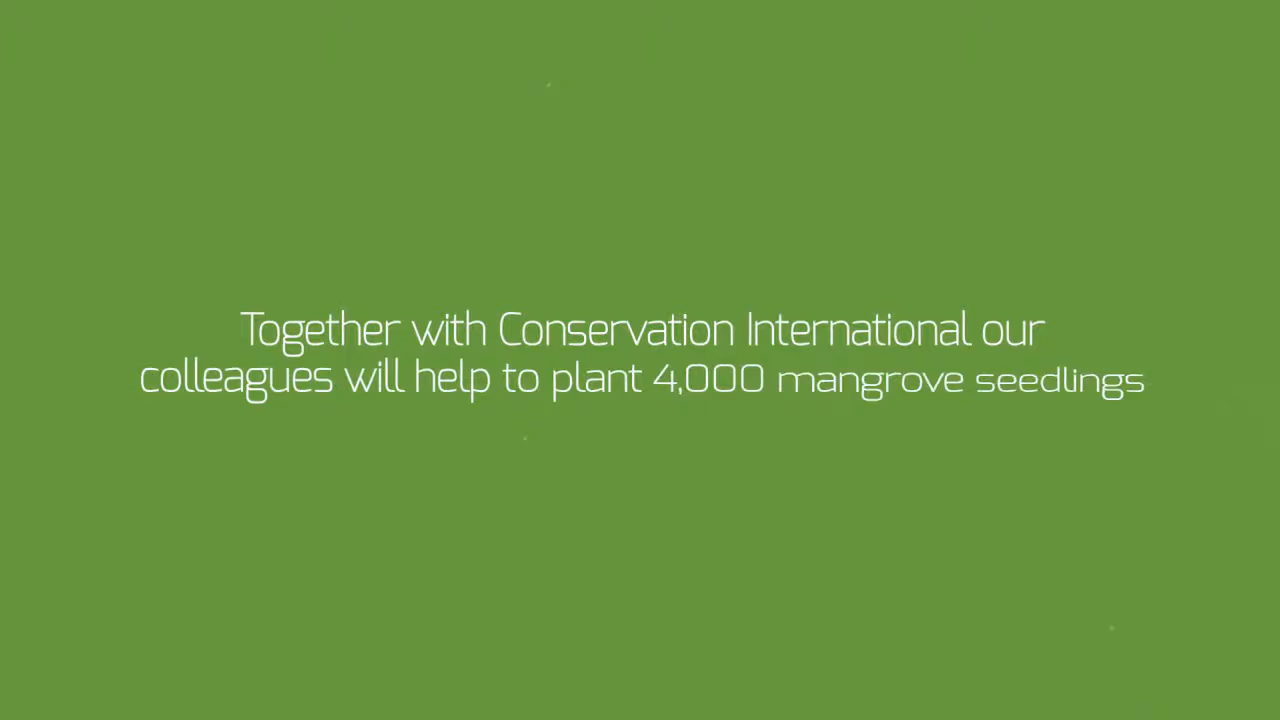 Together with Conservation International our
colleagues will help to plant 4,000 mangrove seedlings